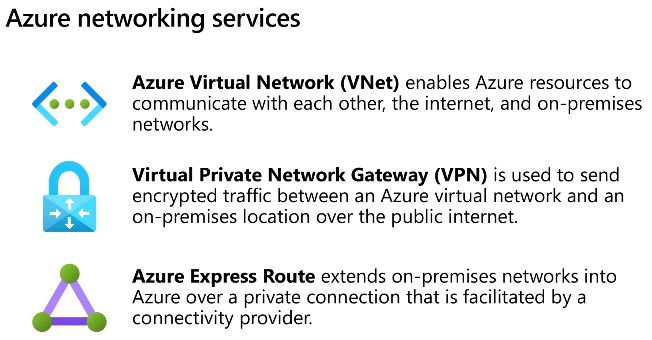 Azure networking services
Azure Virtual Network (VNet) enables Azure resources to
communicate with each other, the internet, and on-premises
networks.
Virtual Private Network Gateway (VPN) is used to send
encrypted traffic between an Azure virtual network and an
on-premises location over the public internet.
Azure Express Route extends on-premises networks into
Azure over a private connection that is facilitated by a
connectivity provider.